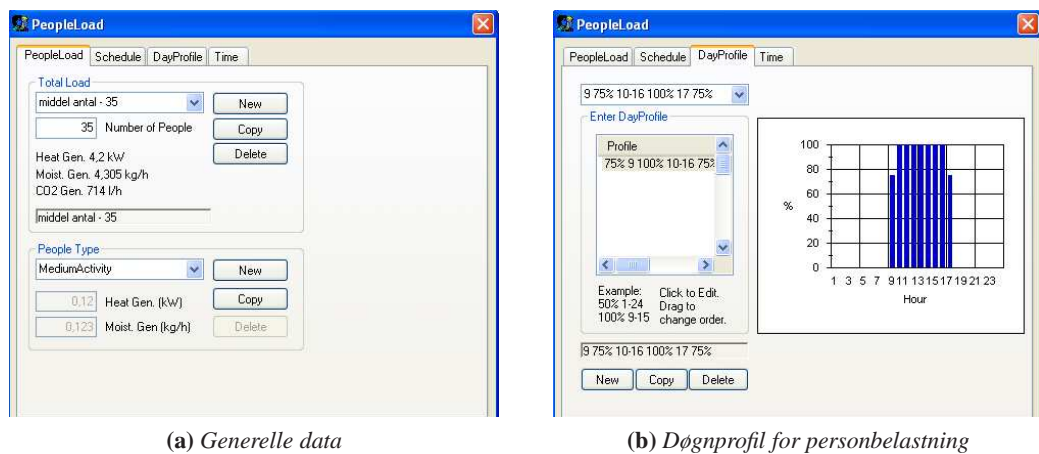 PeopleLoad
PeopleLoad Schedule DayProfile Time
Total Load
middel antal - 35
New
35 Number of People
Copy
Delete
Heat Gen. 4,2 kW
Moist. Gen. 4,305 kg/h
CO2 Gen. 714 l/h
middel antal - 35
People Type
MediumActivity
New
0,12 Heat Gen. (kW)
Copy
0,123 Moist. Gen (kg/h)
Delete
(a) Generelle data
PeopleLoad
PeopleLoad Schedule DayProfile Time
9 75% 10-16 100% 17 75%
Enter DayProfile
Profile
75% 9 100% 10-16 75%
Example:
50% 1-24
100% 9-15
Click to Edit.
Drag to
change order.
9 75% 10-16 100% 17 75%
New Copy Delete
100
80
60
%
40
20
0
1 3 5 7 9 11 13 15 17 19 21 23
Hour
(b) Døgnprofil for personbelastning